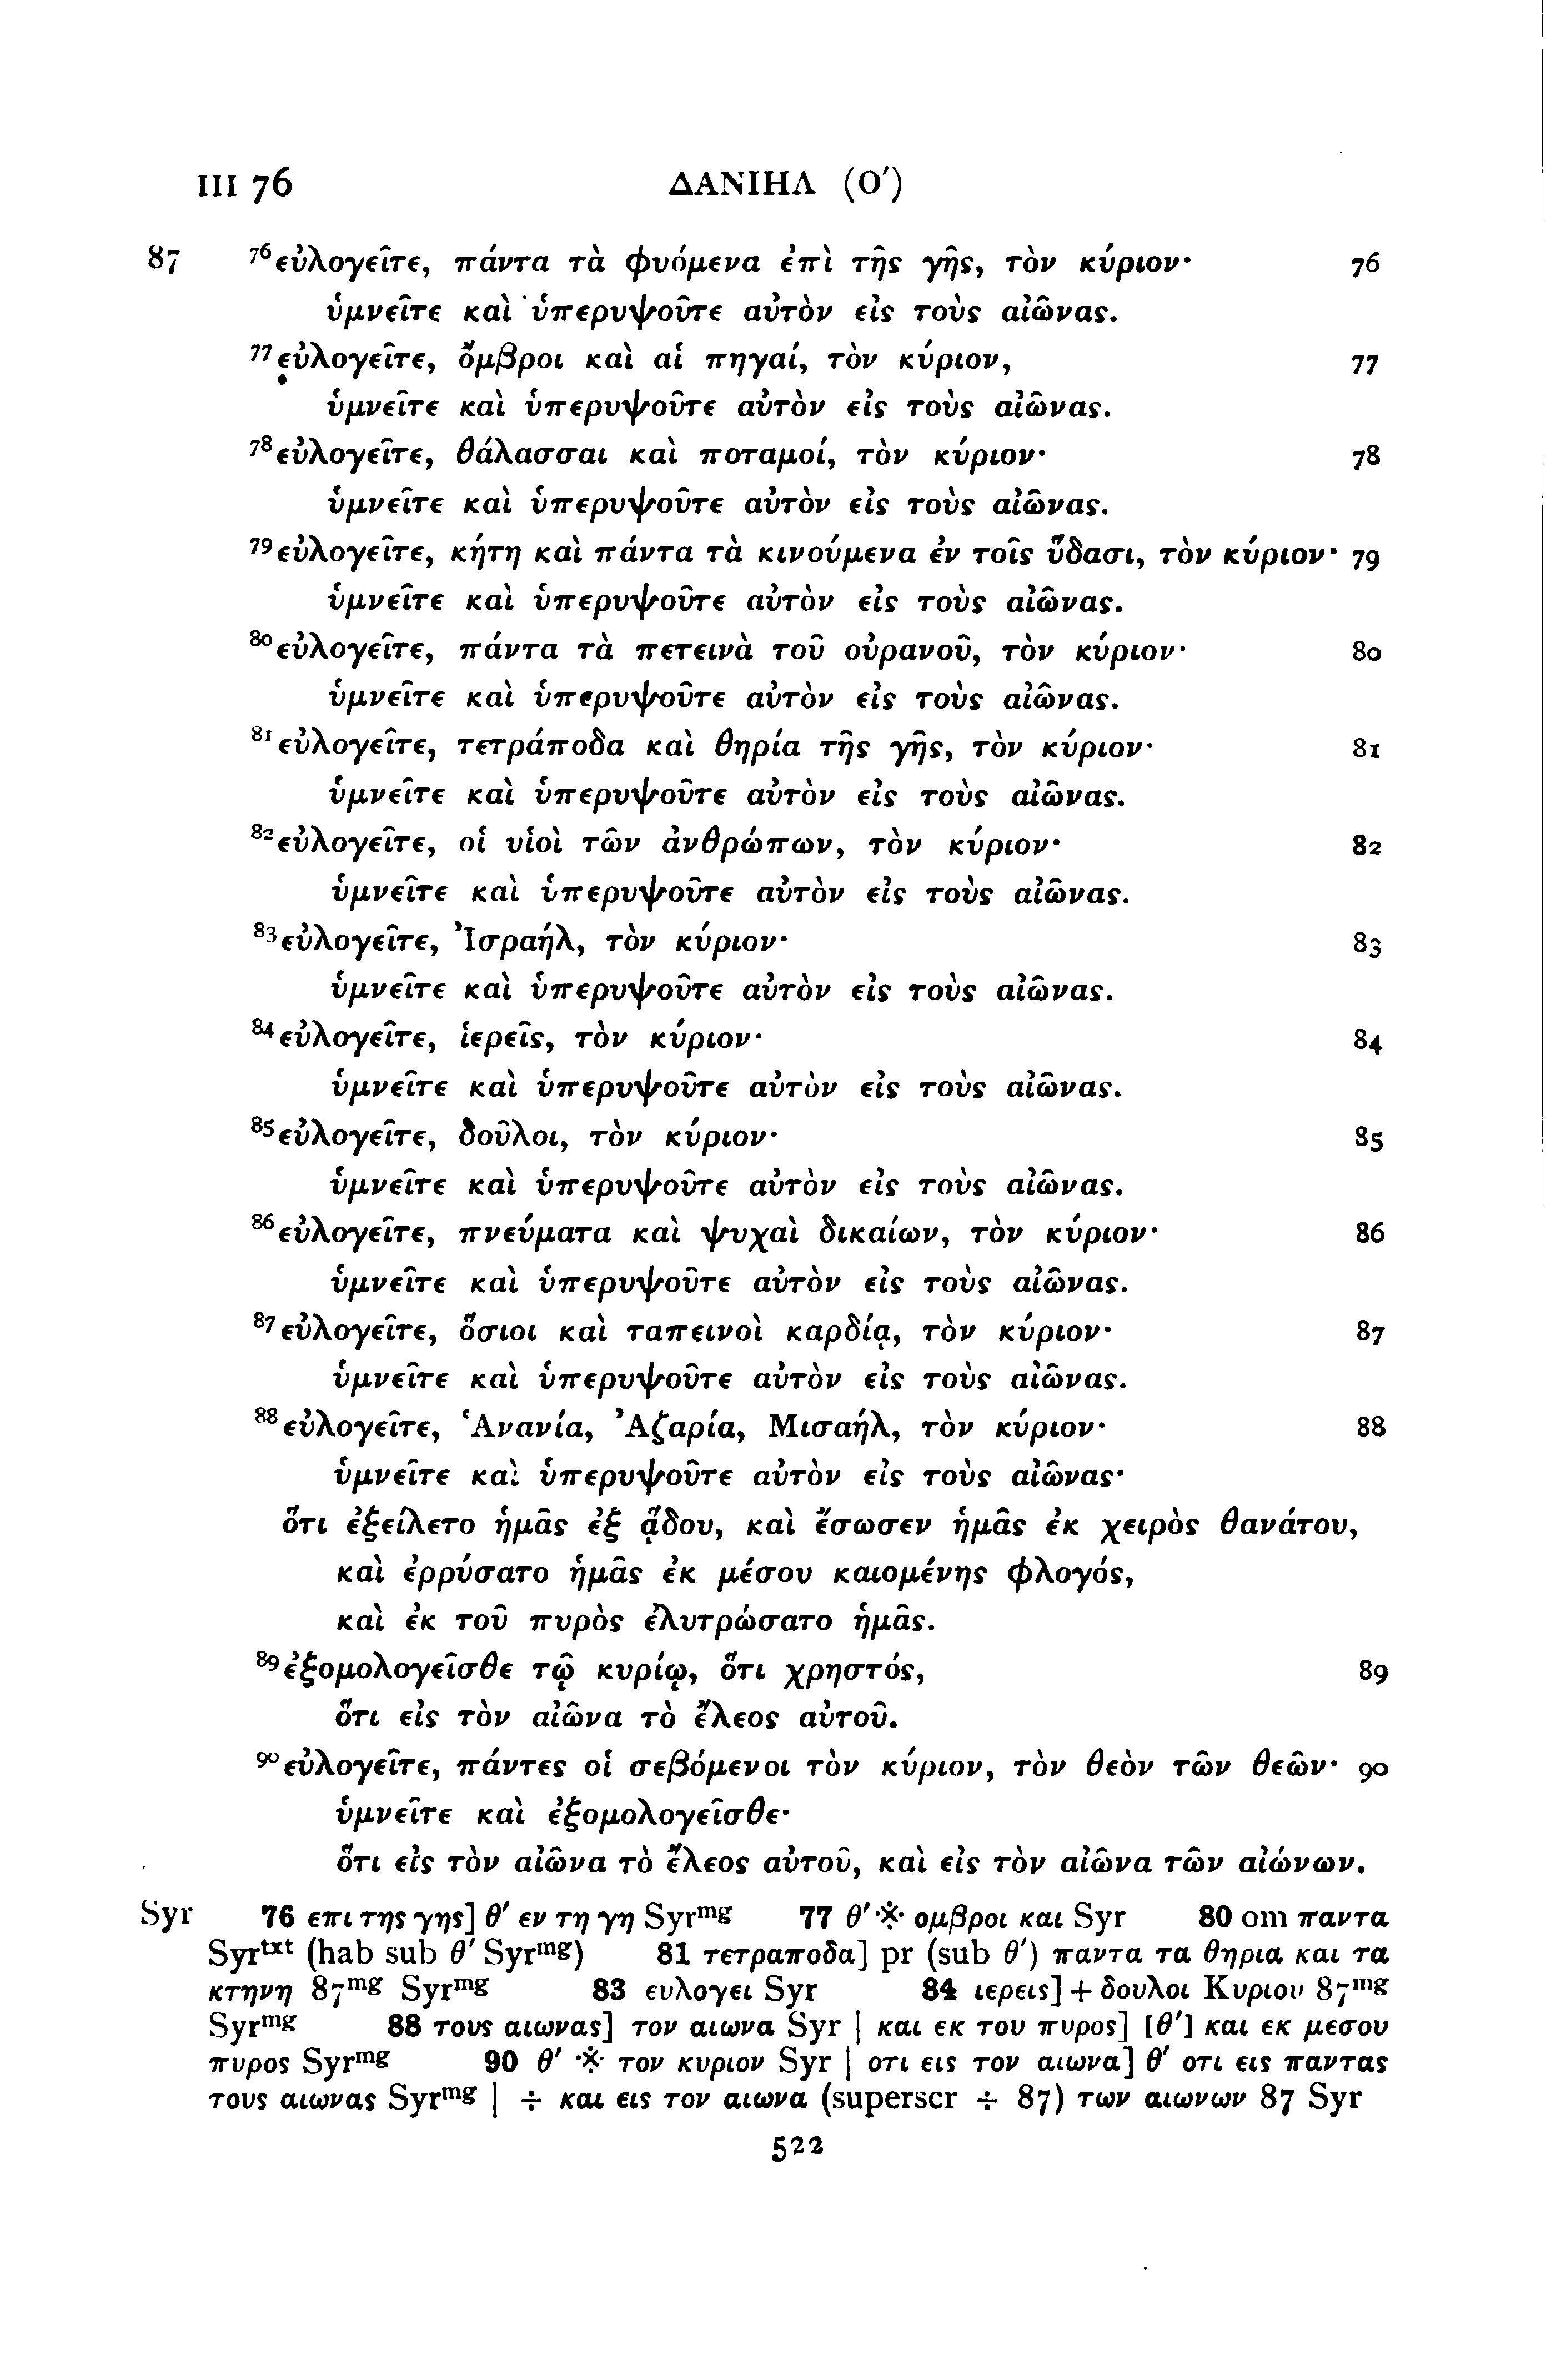 III 76 ΔΑΝΙΗΛ (Ο′)
87 ⁷⁶εὐλογεῖτε, πάντα τὰ φυόμενα ἐπὶ τῆς γῆς, τὸν κύριον· 76
ὑμνεῖτε καὶ ὑπερυψοῦτε αὐτὸν εἰς τοὺς αἰῶνας.
⁷⁷εὐλογεῖτε, ὄμβροι καὶ αἱ πηγαί, τὸν κύριον, 77
ὑμνεῖτε καὶ ὑπερυψοῦτε αὐτὸν εἰς τοὺς αἰῶνας.
⁷⁸εὐλογεῖτε, θάλασσαι καὶ ποταμοί, τὸν κύριον· 78
ὑμνεῖτε καὶ ὑπερυψοῦτε αὐτὸν εἰς τοὺς αἰῶνας.
⁷⁹εὐλογεῖτε, κήτη καὶ πάντα τὰ κινούμενα ἐν τοῖς ὕδασι, τὸν κύριον· 79
ὑμνεῖτε καὶ ὑπερυψοῦτε αὐτὸν εἰς τοὺς αἰῶνας.
⁸⁰εὐλογεῖτε, πάντα τὰ πετεινὰ τοῦ οὐρανοῦ, τὸν κύριον· 80
ὑμνεῖτε καὶ ὑπερυψοῦτε αὐτὸν εἰς τοὺς αἰῶνας.
⁸¹εὐλογεῖτε, τετράποδα καὶ θηρία τῆς γῆς, τὸν κύριον· 81
ὑμνεῖτε καὶ ὑπερυψοῦτε αὐτὸν εἰς τοὺς αἰῶνας.
⁸²εὐλογεῖτε, οἱ υἱοὶ τῶν ἀνθρώπων, τὸν κύριον· 82
ὑμνεῖτε καὶ ὑπερυψοῦτε αὐτὸν εἰς τοὺς αἰῶνας.
⁸³εὐλογεῖτε, Ἰσραήλ, τὸν κύριον· 83
ὑμνεῖτε καὶ ὑπερυψοῦτε αὐτὸν εἰς τοὺς αἰῶνας.
⁸⁴εὐλογεῖτε, ἱερεῖς, τὸν κύριον· 84
ὑμνεῖτε καὶ ὑπερυψοῦτε αὐτὸν εἰς τοὺς αἰῶνας.
⁸⁵εὐλογεῖτε, δοῦλοι, τὸν κύριον· 85
ὑμνεῖτε καὶ ὑπερυψοῦτε αὐτὸν εἰς τοὺς αἰῶνας.
⁸⁶εὐλογεῖτε, πνεύματα καὶ ψυχαὶ δικαίων, τὸν κύριον· 86
ὑμνεῖτε καὶ ὑπερυψοῦτε αὐτὸν εἰς τοὺς αἰῶνας.
⁸⁷εὐλογεῖτε, ὅσιοι καὶ ταπεινοὶ καρδίᾳ, τὸν κύριον· 87
ὑμνεῖτε καὶ ὑπερυψοῦτε αὐτὸν εἰς τοὺς αἰῶνας.
⁸⁸εὐλογεῖτε, Ἁνανία, Ἀζαρία, Μισαήλ, τὸν κύριον· 88
ὑμνεῖτε καὶ ὑπερυψοῦτε αὐτὸν εἰς τοὺς αἰῶνας·
ὅτι ἐξείλετο ἡμᾶς ἐξ ᾅδου, καὶ ἔσωσεν ἡμᾶς ἐκ χειρὸς θανάτου,
καὶ ἐρρύσατο ἡμᾶς ἐκ μέσου καιομένης φλογός,
καὶ ἐκ τοῦ πυρὸς ἐλυτρώσατο ἡμᾶς.
⁸⁹ἐξομολογεῖσθε τῷ κυρίῳ, ὅτι χρηστός, 89
ὅτι εἰς τὸν αἰῶνα τὸ ἔλεος αὐτοῦ.
⁹⁰εὐλογεῖτε, πάντες οἱ σεβόμενοι τὸν κύριον, τὸν θεὸν τῶν θεῶν· 90
ὑμνεῖτε καὶ ἐξομολογεῖσθε·
ὅτι εἰς τὸν αἰῶνα τὸ ἔλεος αὐτοῦ, καὶ εἰς τὸν αἰῶνα τῶν αἰώνων.
Syr 76 επι της γης] θ′ εν τη γη Syrᵐᵍ 77 θ′ ※ ομβροι και Syr 80 om παντα
Syrᵗˣᵗ (hab sub θ′ Syrᵐᵍ) 81 τετραποδα] pr (sub θ′) παντα τα θηρια και τα
κτηνη 87ᵐᵍ Syrᵐᵍ 83 ευλογει Syr 84 ιερεις] + δουλοι Κυριου 87ᵐᵍ
Syrᵐᵍ 88 τους αιωνας] τον αιωνα Syr | και εκ του πυρος] [θ′] και εκ μεσου
πυρος Syrᵐᵍ 90 θ′ ※ τον κυριον Syr | οτι εις τον αιωνα] θ′ οτι εις παντας
τους αιωνας Syrᵐᵍ | ÷ και εις τον αιωνα (superscr ÷ 87) των αιωνων 87 Syr
522